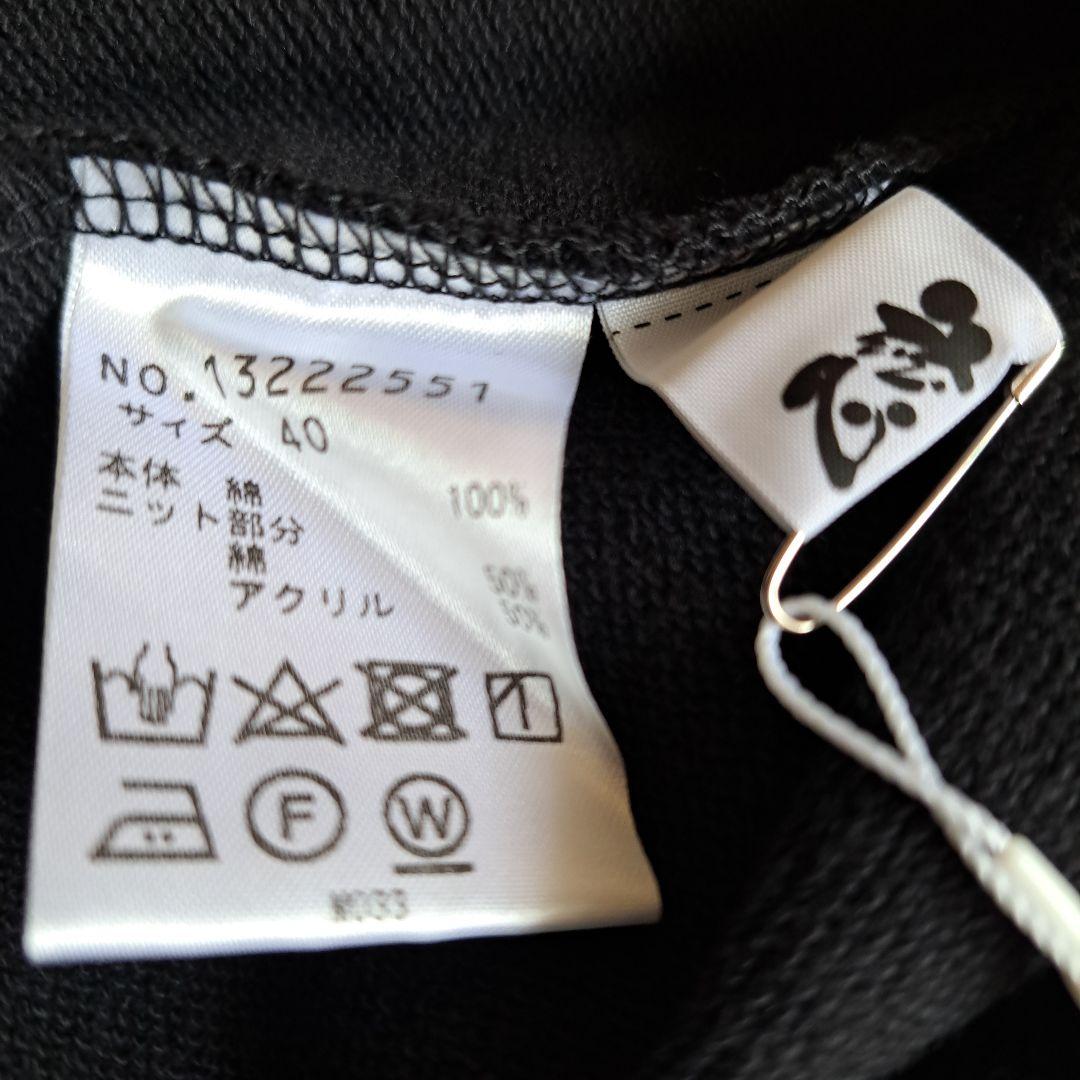 NO.13222551
サイズ 40
本体 綿 100%
ニット部分
綿 50%
アクリル 50%
F W
W033